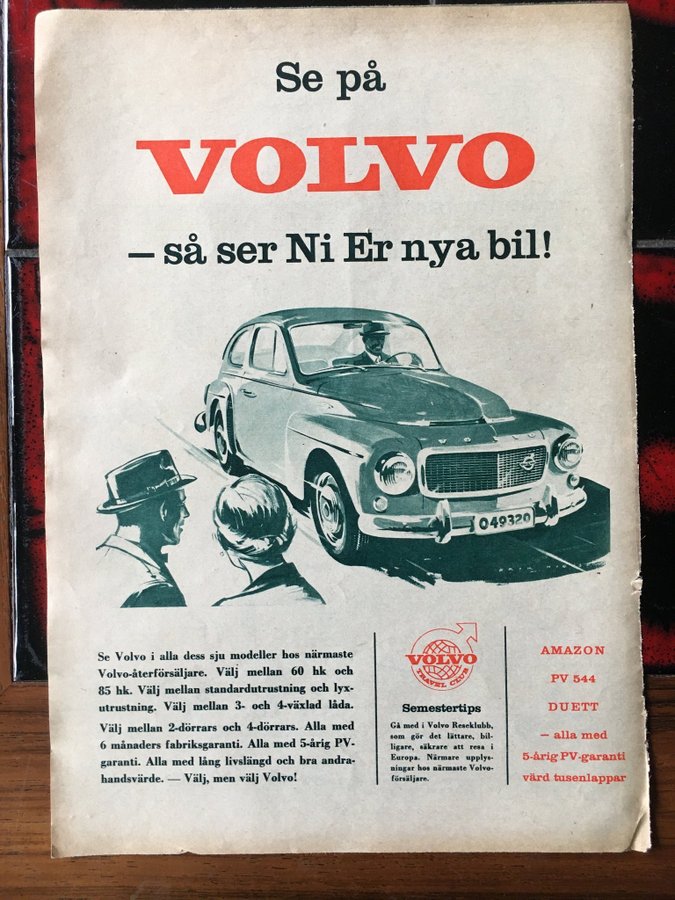 Se på
VOLVO
– så ser Ni Er nya bil!
VOLVO
O49320
Se Volvo i alla dess sju modeller hos närmaste
Volvo-återförsäljare. Välj mellan 60 hk och
85 hk. Välj mellan standardutrustning och lyx-
utrustning. Välj mellan 3- och 4-växlad låda.
Välj mellan 2-dörrars och 4-dörrars. Alla med
6 månaders fabriksgaranti. Alla med 5-årig PV-
garanti. Alla med lång livslängd och bra andra-
handsvärde. — Välj, men välj Volvo!
VOLVO
TRAVEL CLUB
Semestertips
Gå med i Volvo Reseklubb,
som gör det lättare, bil-
ligare, säkrare att resa i
Europa. Närmare upplys-
ningar hos närmaste Volvo-
försäljare.
AMAZON
PV 544
DUETT
– alla med
5-årig PV-garanti
värd tusenlappar